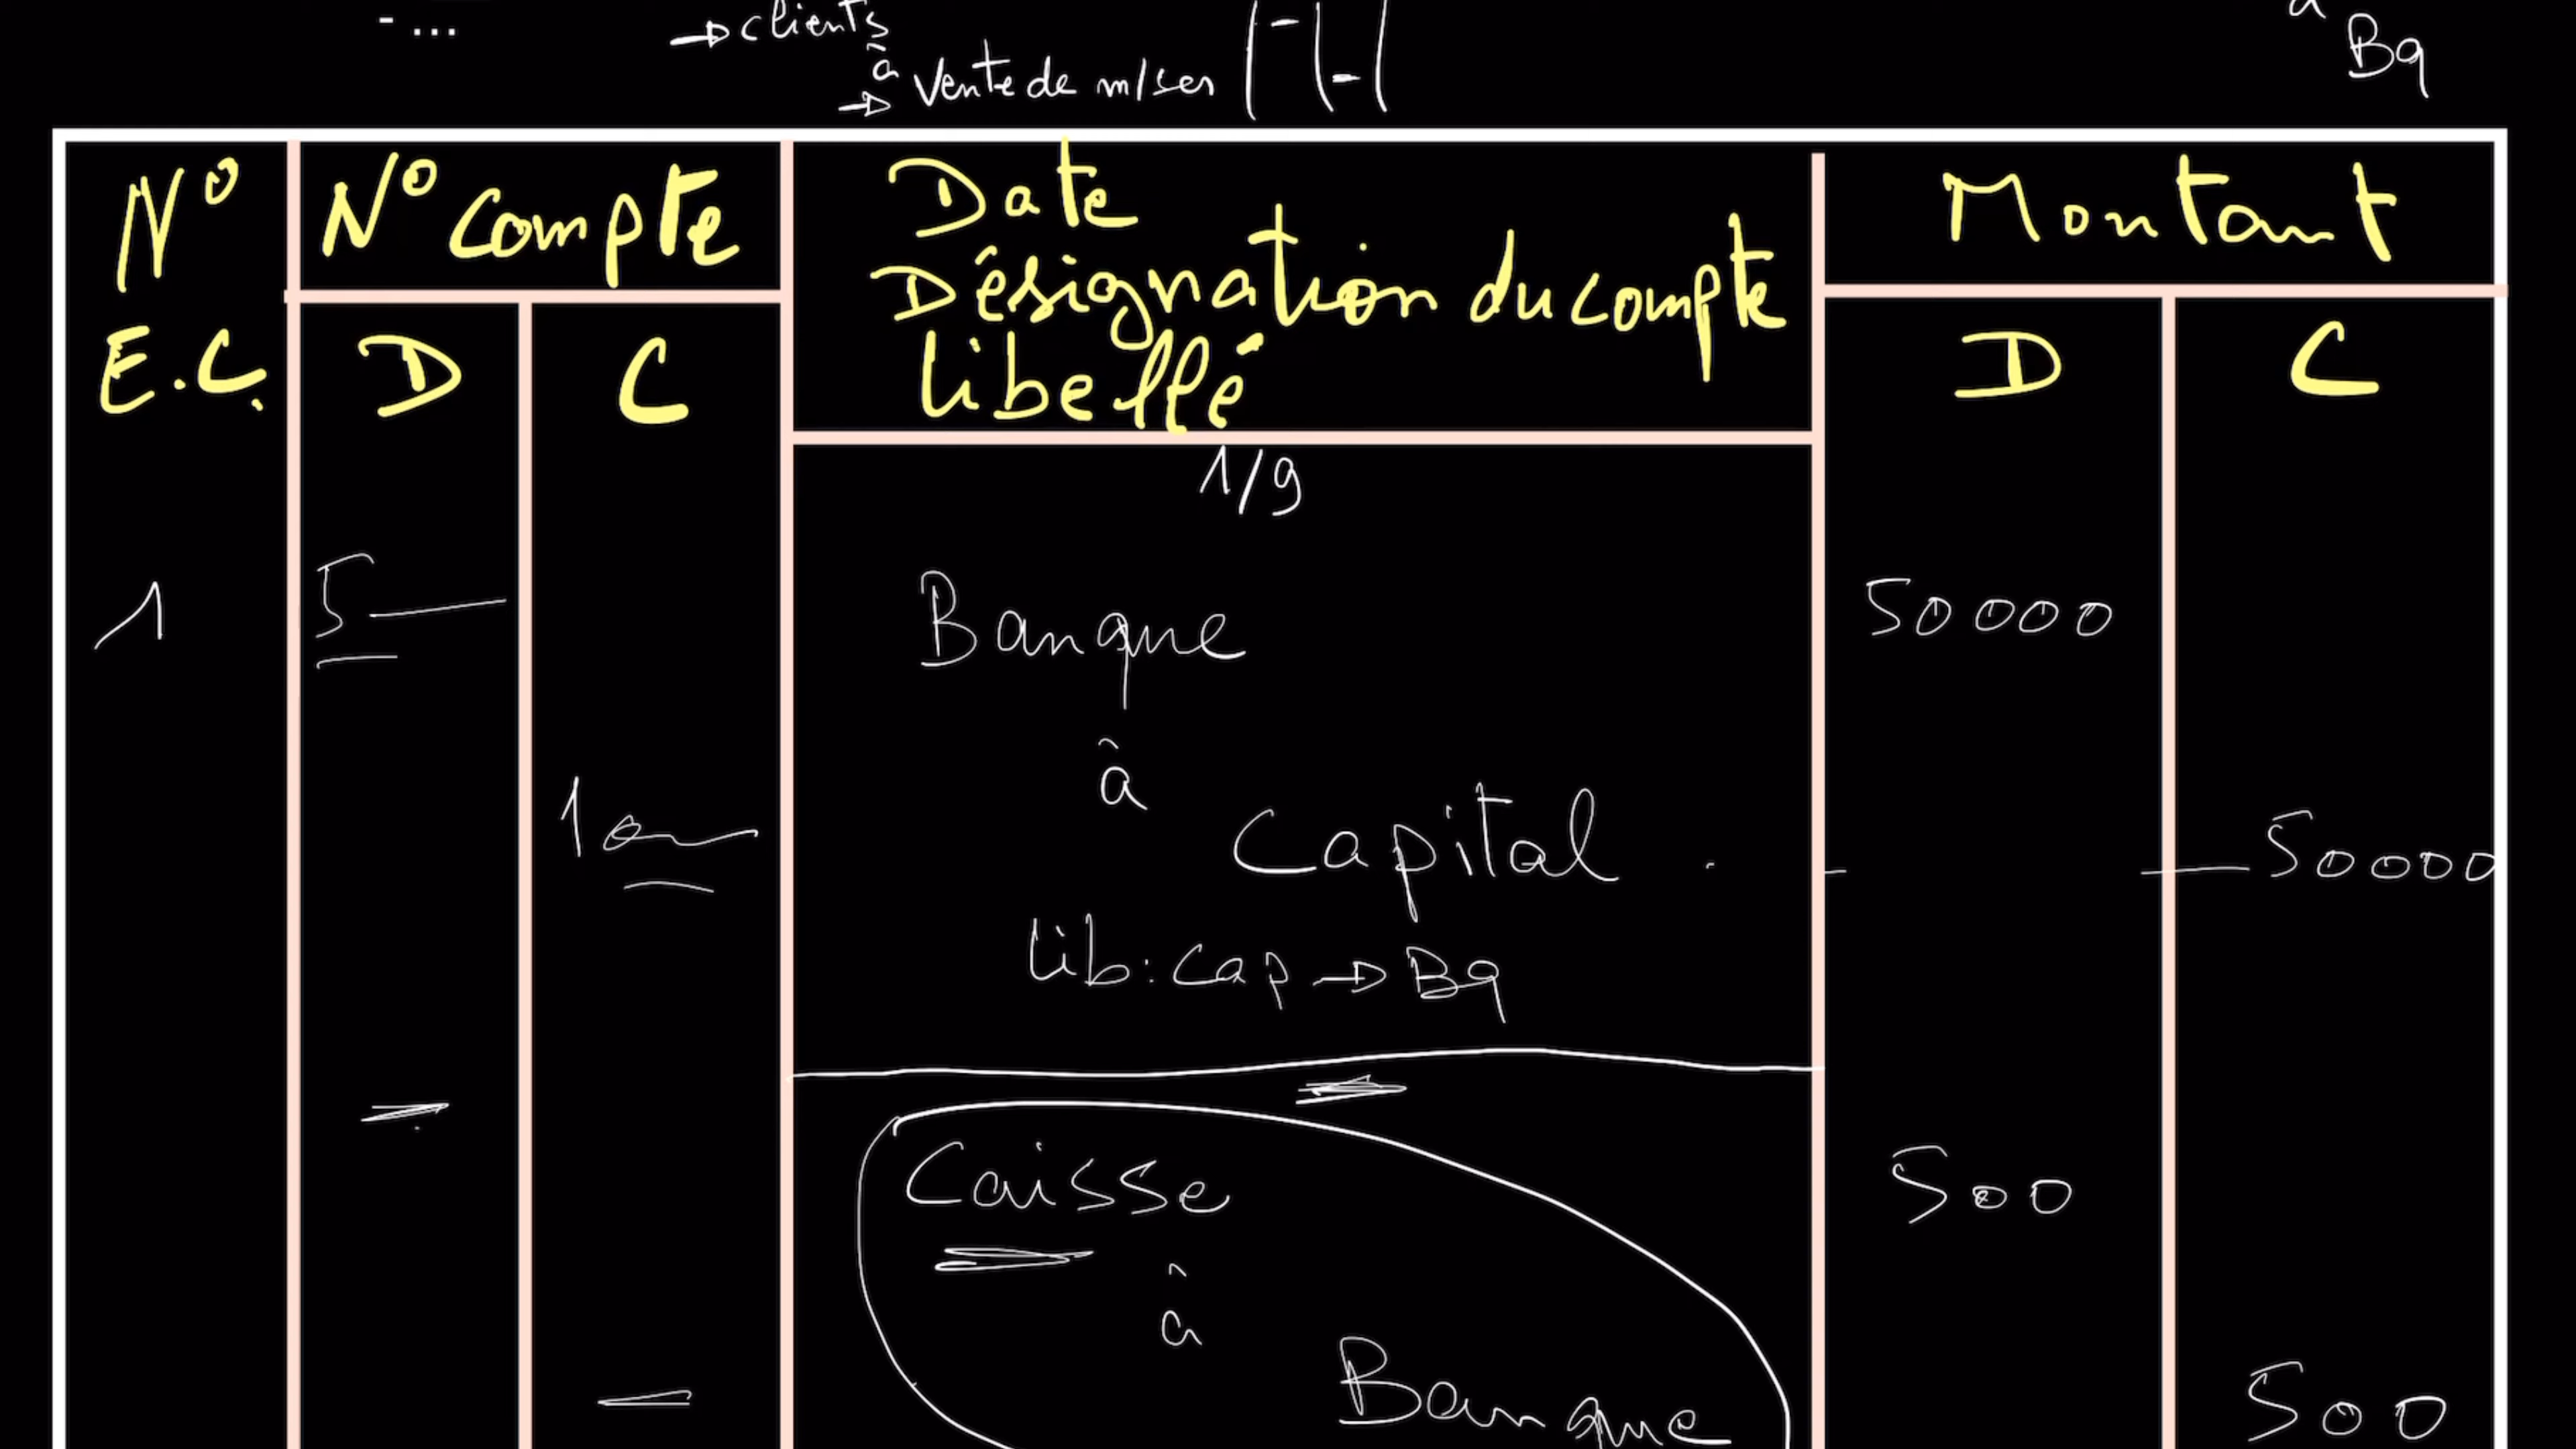 - ...
→ clients
à
→ Vente de m/ses
à
Bq
N° E.C.
N° Compte
D C
Date
Désignation du compte
libellé
Montant
D C
1/9
1 5 Banque 50000
à
10 Capital 50000
lib: Cap → Bq
Caisse 500
à
Banque 500